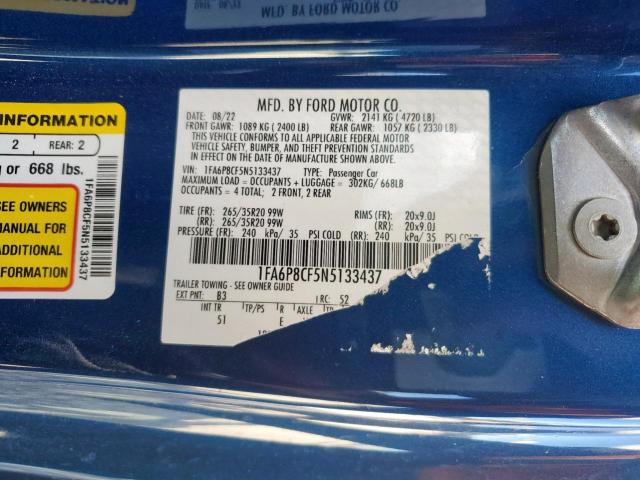 MFD. BY FORD MOTOR CO.
INFORMATION
2 REAR: 2
or 668 lbs.
SEE OWNERS
MANUAL FOR
ADDITIONAL
INFORMATION
1FA6P8CF5N5133437
MFD. BY FORD MOTOR CO.
DATE: 08/22 GVWR: 2141 KG ( 4720 LB)
FRONT GAWR: 1089 KG ( 2400 LB) REAR GAWR: 1057 KG ( 2330 LB)
THIS VEHICLE CONFORMS TO ALL APPLICABLE FEDERAL MOTOR
VEHICLE SAFETY, BUMPER, AND THEFT PREVENTION STANDARDS
IN EFFECT ON THE DATE OF MANUFACTURE SHOWN ABOVE.
VIN: 1FA6P8CF5N5133437 TYPE: Passenger Car
MAXIMUM LOAD = OCCUPANTS + LUGGAGE = 302KG/ 668LB
OCCUPANTS = 4 TOTAL; 2 FRONT, 2 REAR
TIRE (FR): 265/35R20 99W RIMS (FR): 20x9.0J
(RR): 265/35R20 99W (RR): 20x9.0J
PRESSURE (FR): 240 kPa/ 35 PSI COLD (RR): 240 kPa/ 35 PSI COLD
1FA6P8CF5N5133437
TRAILER TOWING - SEE OWNER GUIDE
EXT PNT: B3 RC: 52
INT TR TP/PS R AXLE
51 E